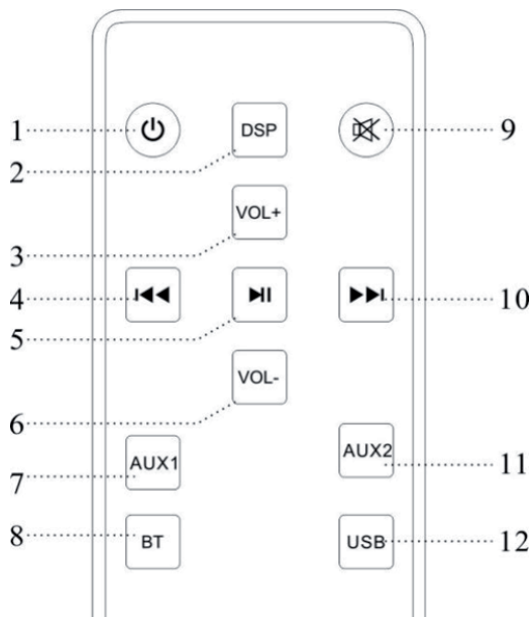 1 DSP 9
2
VOL+
3
4 10
5
VOL-
6
AUX1 AUX2
7 11
8 BT USB 12